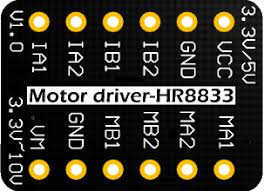 V1.0 IA1 IA2 IB1 IB2 GND VCC 3.3V~5V
Motor driver-HR8833
3.3V~10V VM MB1 MB2 MA2 MA1
GND